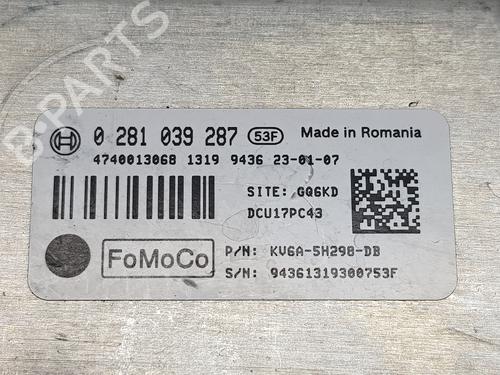 B-PARTS
0 281 039 287 53F Made in Romania
4740013068 1319 9436 23-01-07
SITE: GQ6KD
DCU17PC43
FoMoCo
P/N: KV6A-5H298-DB
S/N: 94361319300753F